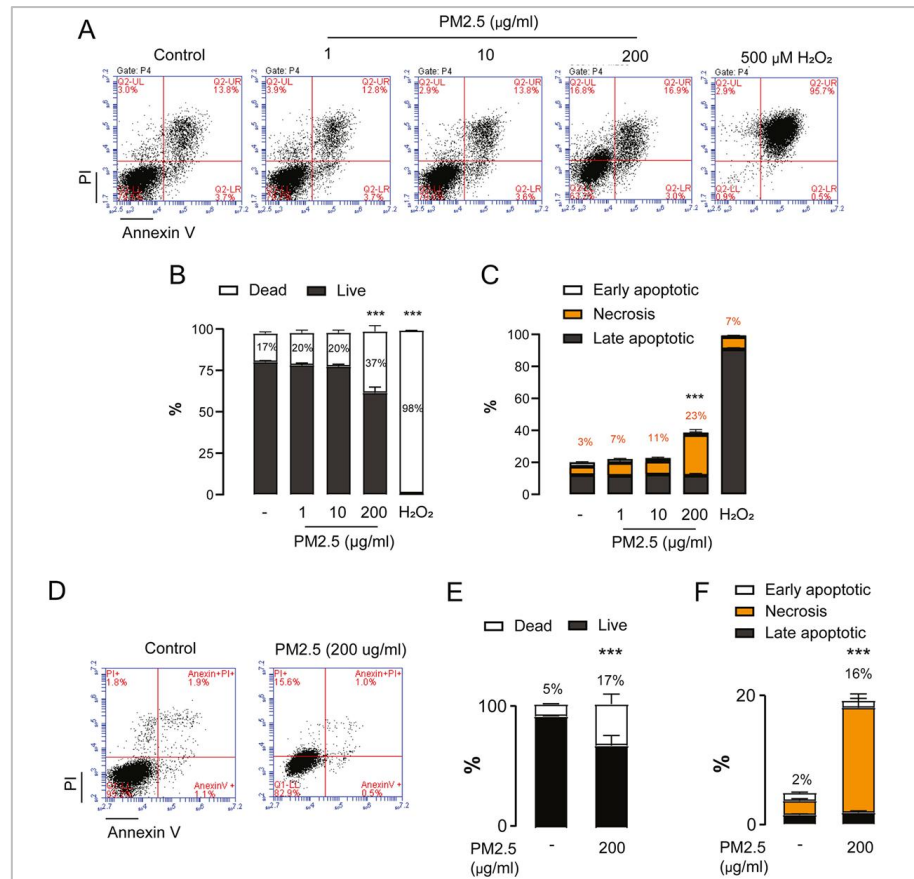 A
PM2.5 (µg/ml)
Control
1
10
200
500 µM H₂O₂
Gate: P4
Q2-UL
3.0%
Q2-UR
13.8%
Q2-LR
3.7%
Gate: P4
Q2-UL
3.9%
Q2-UR
12.8%
Q2-LR
3.7%
Gate: P4
Q2-UL
2.9%
Q2-UR
13.8%
Q2-LR
3.6%
Gate: P4
Q2-UL
16.8%
Q2-UR
16.9%
Q2-LR
3.0%
Gate: P4
Q2-UL
2.9%
Q2-UR
95.7%
Q2-LL
0.9%
Q2-LR
0.5%
PI
Annexin V
B
Dead
Live
*** ***
100
75
50
25
0
%
17%
20%
20%
37%
98%
- 1 10 200 H₂O₂
PM2.5 (µg/ml)
C
Early apoptotic
Necrosis
Late apoptotic
100
80
60
40
20
0
%
3%
7%
11%
***
23%
7%
- 1 10 200 H₂O₂
PM2.5 (µg/ml)
D
Control
PM2.5 (200 ug/ml)
PI+
1.8%
Anexin+PI+
1.9%
AnexinV +
1.1%
PI+
15.6%
Anexin+PI+
1.0%
Q1-LL
82.9%
AnexinV +
0.5%
PI
Annexin V
E
Dead
Live
***
5%
17%
100
0
%
PM2.5
(µg/ml)
- 200
F
Early apoptotic
Necrosis
Late apoptotic
***
16%
2%
20
0
%
PM2.5
(µg/ml)
- 200